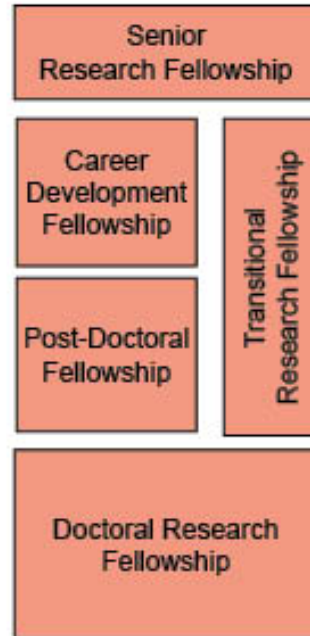 Senior
Research Fellowship
Career
Development
Fellowship
Transitional
Research Fellowship
Post-Doctoral
Fellowship
Doctoral Research
Fellowship